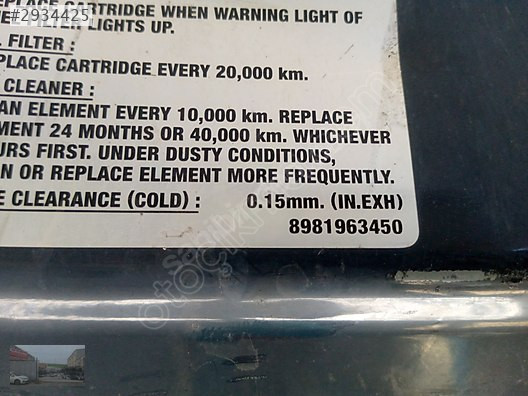 #2934425
PLACE CARTRIDGE WHEN WARNING LIGHT OF
LIGHTS UP.
FILTER :
PLACE CARTRIDGE EVERY 20,000 km.
CLEANER :
AN ELEMENT EVERY 10,000 km. REPLACE
MENT 24 MONTHS OR 40,000 km. WHICHEVER
URS FIRST. UNDER DUSTY CONDITIONS,
N OR REPLACE ELEMENT MORE FREQUENTLY.
E CLEARANCE (COLD) : 0.15mm. (IN.EXH)
8981963450